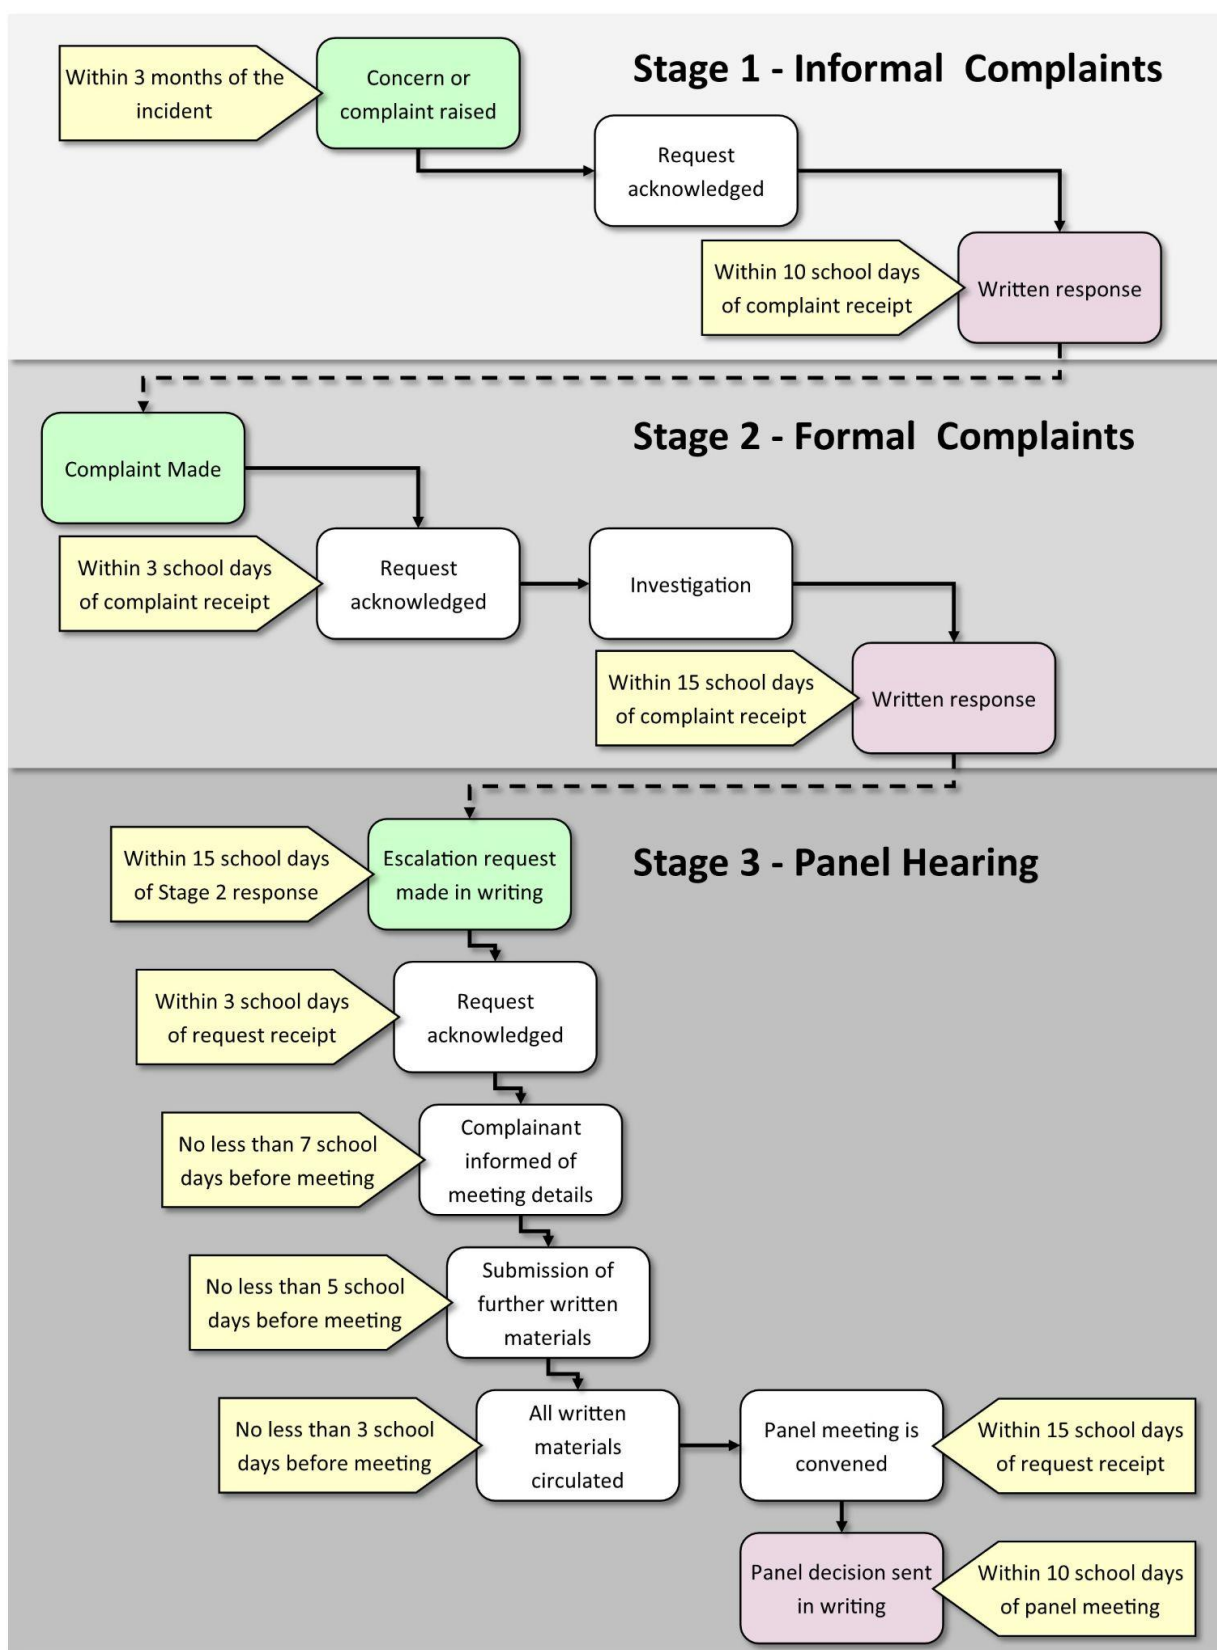 Stage 1 - Informal Complaints
Within 3 months of the
incident
Concern or
complaint raised
Request
acknowledged
Within 10 school days
of complaint receipt
Written response
Stage 2 - Formal Complaints
Complaint Made
Within 3 school days
of complaint receipt
Request
acknowledged
Investigation
Within 15 school days
of complaint receipt
Written response
Stage 3 - Panel Hearing
Within 15 school days
of Stage 2 response
Escalation request
made in writing
Within 3 school days
of request receipt
Request
acknowledged
No less than 7 school
days before meeting
Complainant
informed of
meeting details
No less than 5 school
days before meeting
Submission of
further written
materials
No less than 3 school
days before meeting
All written
materials
circulated
Panel meeting is
convened
Within 15 school days
of request receipt
Panel decision sent
in writing
Within 10 school days
of panel meeting